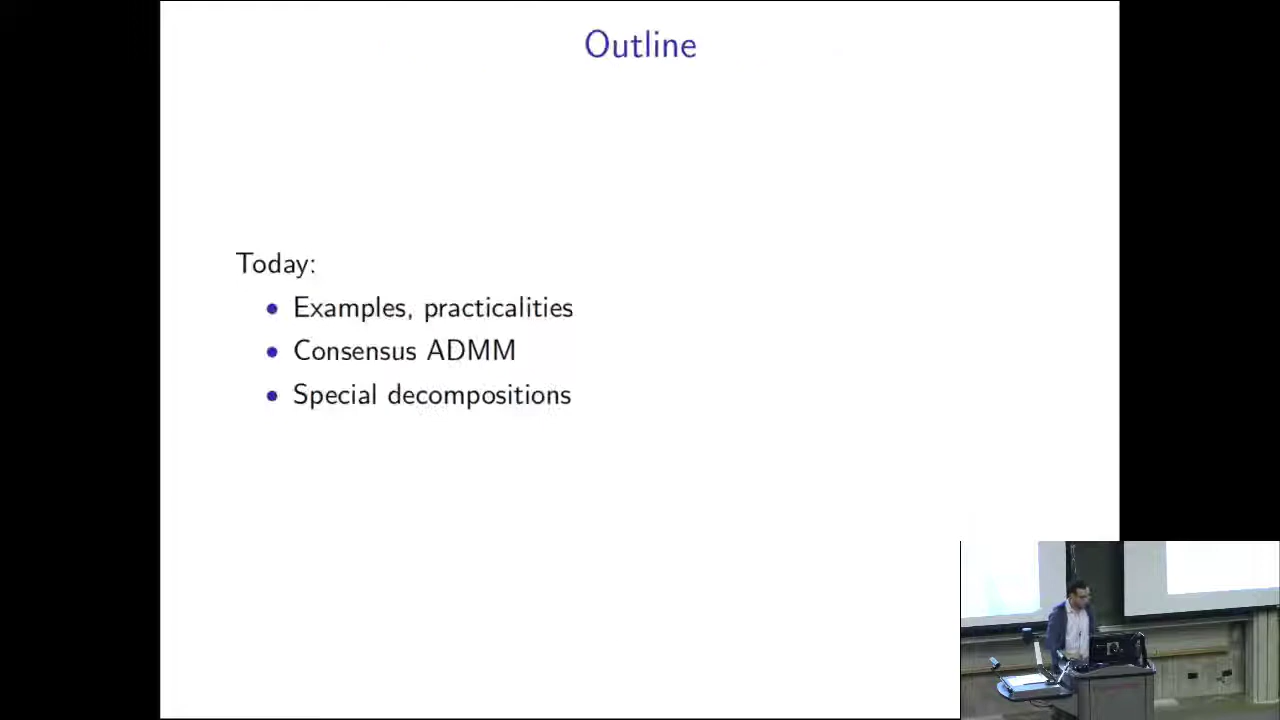 Outline
Today:
• Examples, practicalities
• Consensus ADMM
• Special decompositions